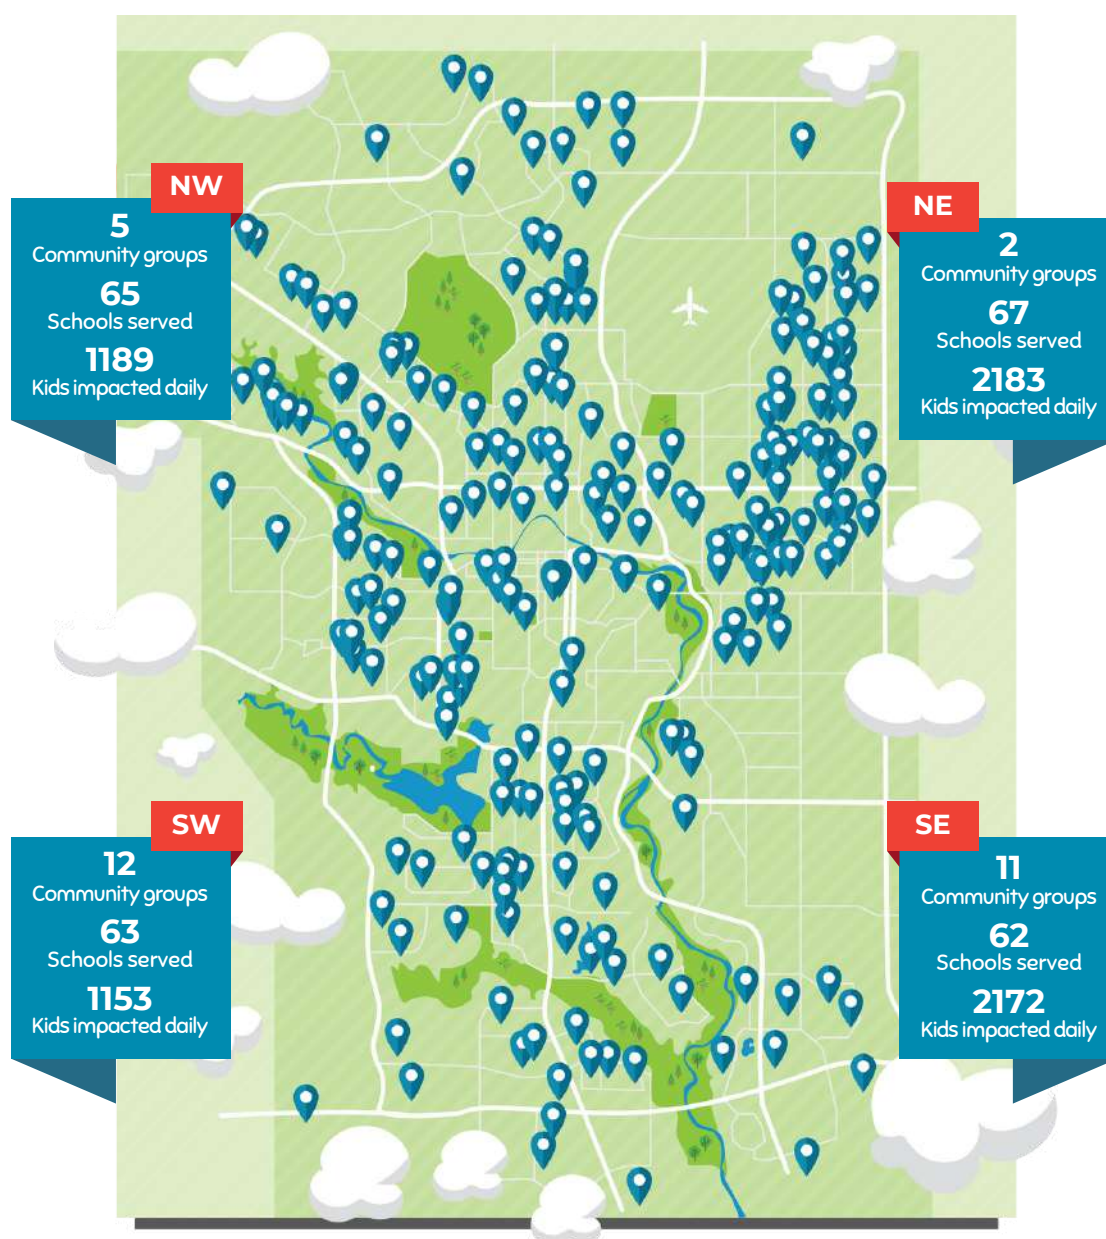 NW
5
Community groups
65
Schools served
1189
Kids impacted daily
NE
2
Community groups
67
Schools served
2183
Kids impacted daily
SW
12
Community groups
63
Schools served
1153
Kids impacted daily
SE
11
Community groups
62
Schools served
2172
Kids impacted daily